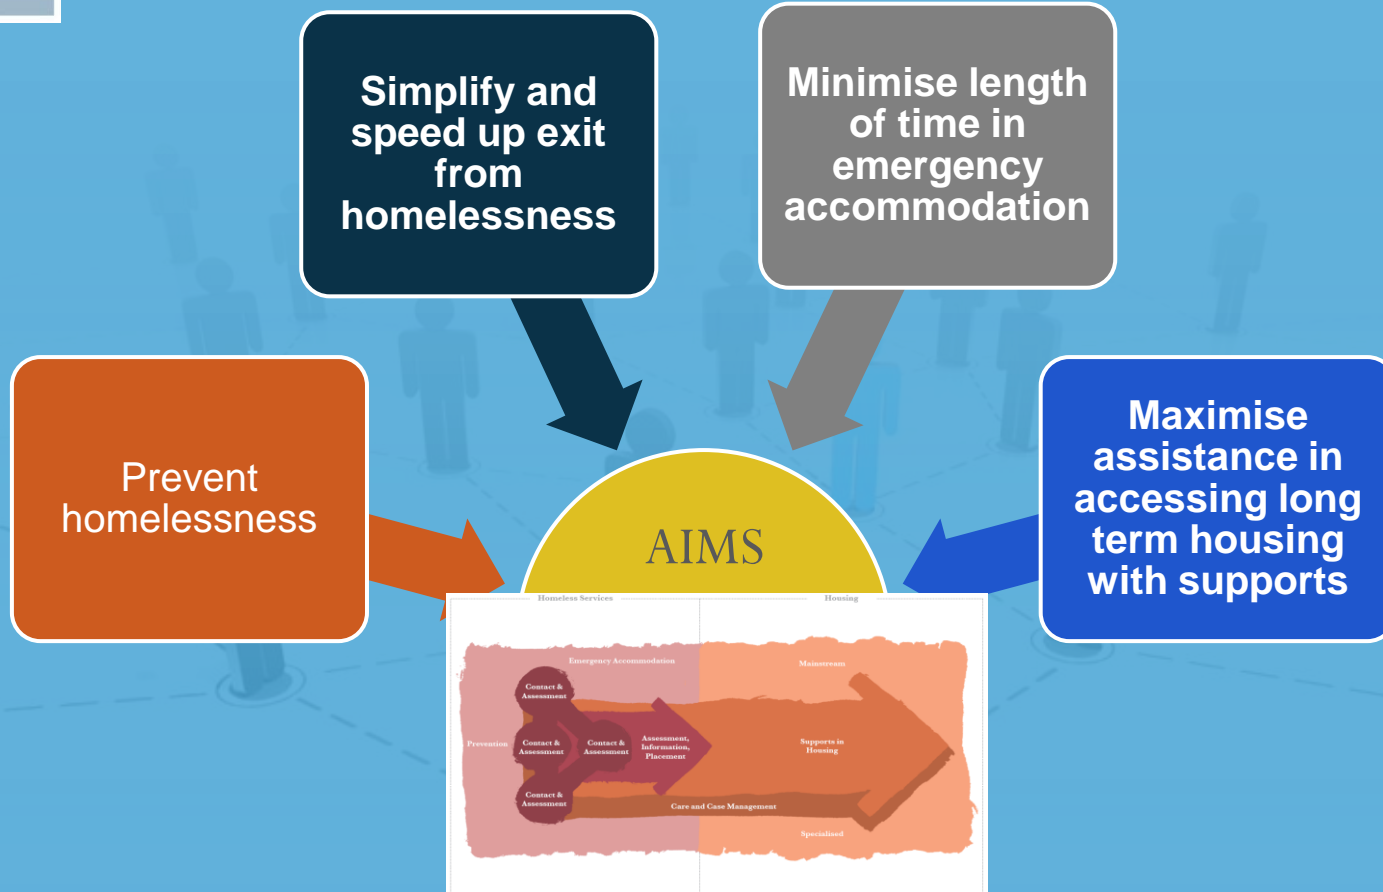 Simplify and
speed up exit
from
homelessness
Minimise length
of time in
emergency
accommodation
Prevent
homelessness
Maximise
assistance in
accessing long
term housing
with supports
AIMS
Homeless Services
Housing
Emergency Accommodation
Mainstream
Contact &
Assessment
Prevention
Contact &
Assessment
Contact &
Assessment
Assessment,
Information,
Placement
Supports in
Housing
Contact &
Assessment
Care and Case Management
Specialised